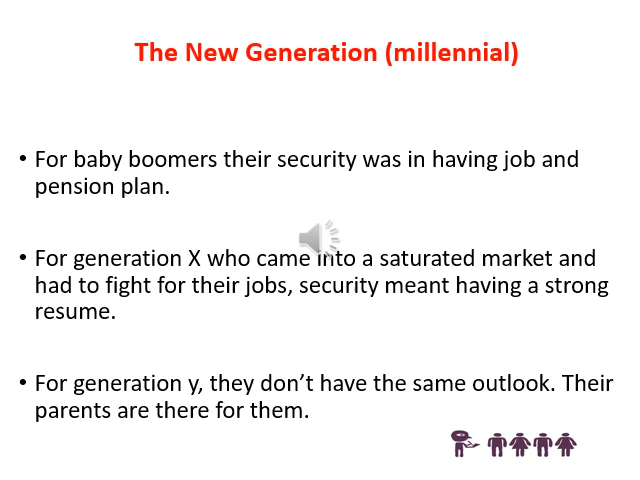 The New Generation (millennial)
• For baby boomers their security was in having job and
pension plan.
• For generation X who came into a saturated market and
had to fight for their jobs, security meant having a strong
resume.
• For generation y, they don’t have the same outlook. Their
parents are there for them.